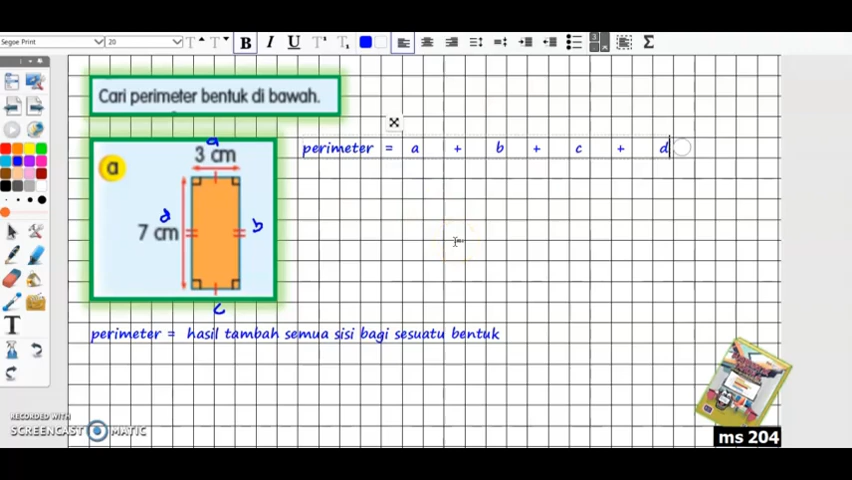 Segoe Print 20 B I U T T Σ
Cari perimeter bentuk di bawah.
a
a
3 cm
d
7 cm
b
c
perimeter = a + b + c + d
perimeter = hasil tambah semua sisi bagi sesuatu bentuk
RECORDED WITH
SCREENCAST MATIC
ms 204